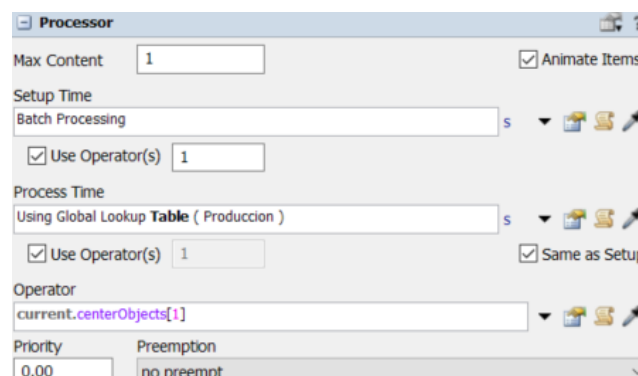 Processor
Max Content 1 Animate Items
Setup Time
Batch Processing s
Use Operator(s) 1
Process Time
Using Global Lookup Table ( Produccion ) s
Use Operator(s) 1 Same as Setup
Operator
current.centerObjects[1]
Priority Preemption
0.00 no preempt